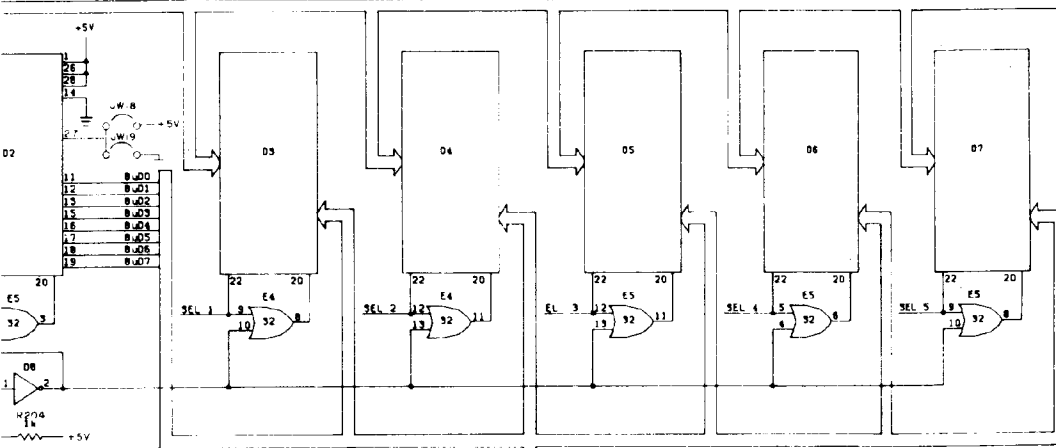 +5V
1
26
28
14
27
JW18
+5V
JW19
D2
D3
D4
D5
D6
D7
11 BuD0
12 BuD1
13 BuD2
15 BuD3
16 BuD4
17 BuD5
18 BuD6
19 BuD7
20
22 20
22 20
22 20
22 20
22 20
E5
32
3
SEL 1 9
10
E4
32
8
SEL 2 12
13
E4
32
11
EL 3 12
13
E5
32
11
SEL 4 5
4
E5
32
6
SEL 5 9
10
E5
32
8
D8
1 2
R204
1k
+5V